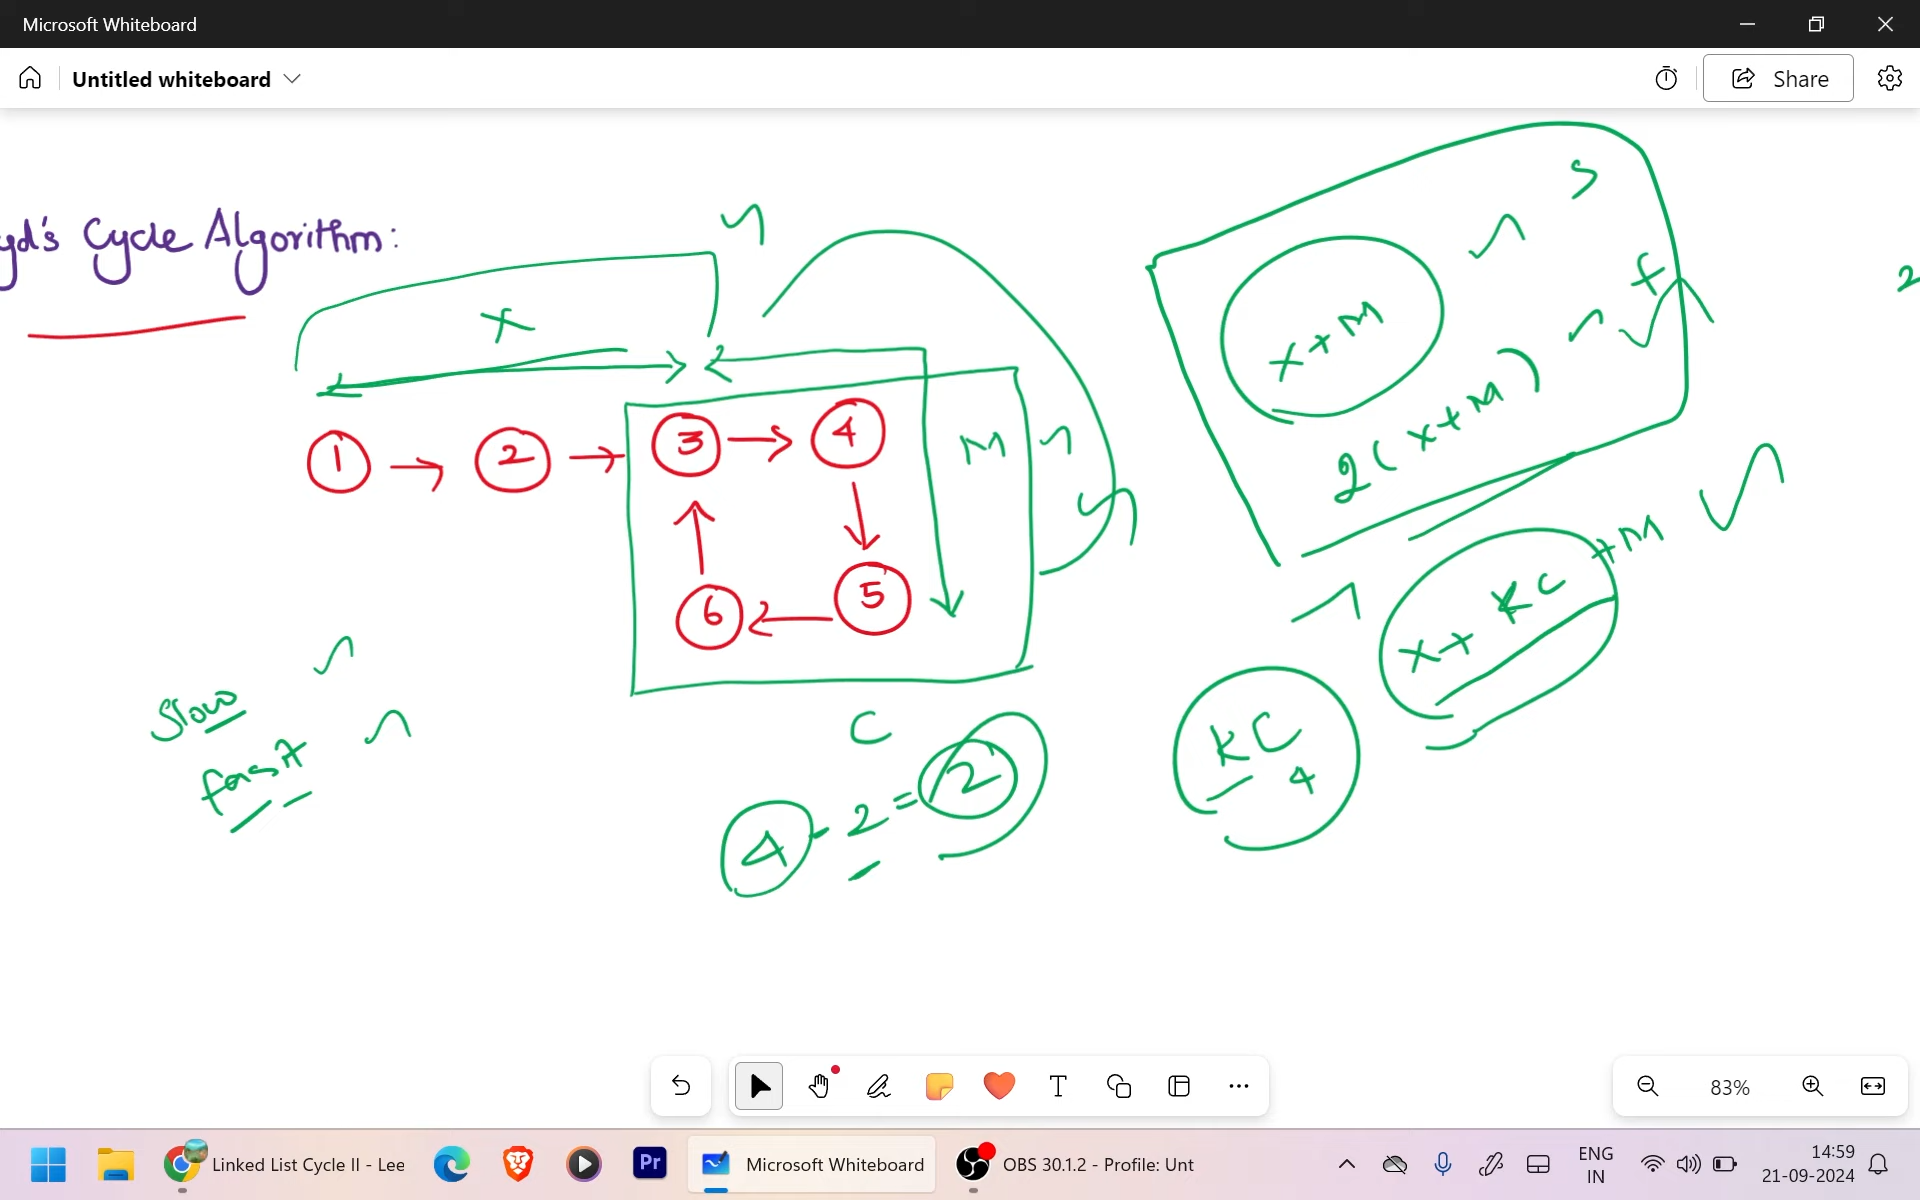 Microsoft Whiteboard
Untitled whiteboard
Share
yd's Cycle Algorithm:
x
1 → 2 → 3 → 4
M
6 ← 5
C
4 - 2 = 2
Slow
fast
s
x + M
f
2(x+M)
2
x + KC + M
KC
4
83%
Linked List Cycle II - Lee
Pr
Microsoft Whiteboard
OBS 30.1.2 - Profile: Unt
ENG
IN
14:59
21-09-2024